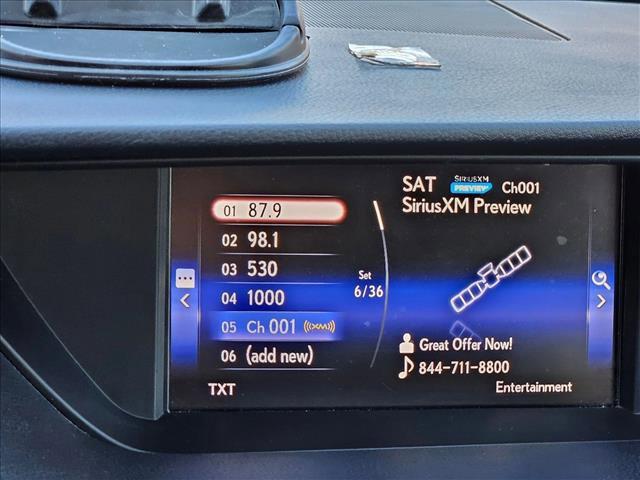 01 87.9
02 98.1
03 530
04 1000
05 Ch 001 ((XM))
06 (add new)
TXT
Set
6/36
SAT SIRIUSXM PREVIEW Ch001
SiriusXM Preview
Great Offer Now!
844-711-8800
Entertainment